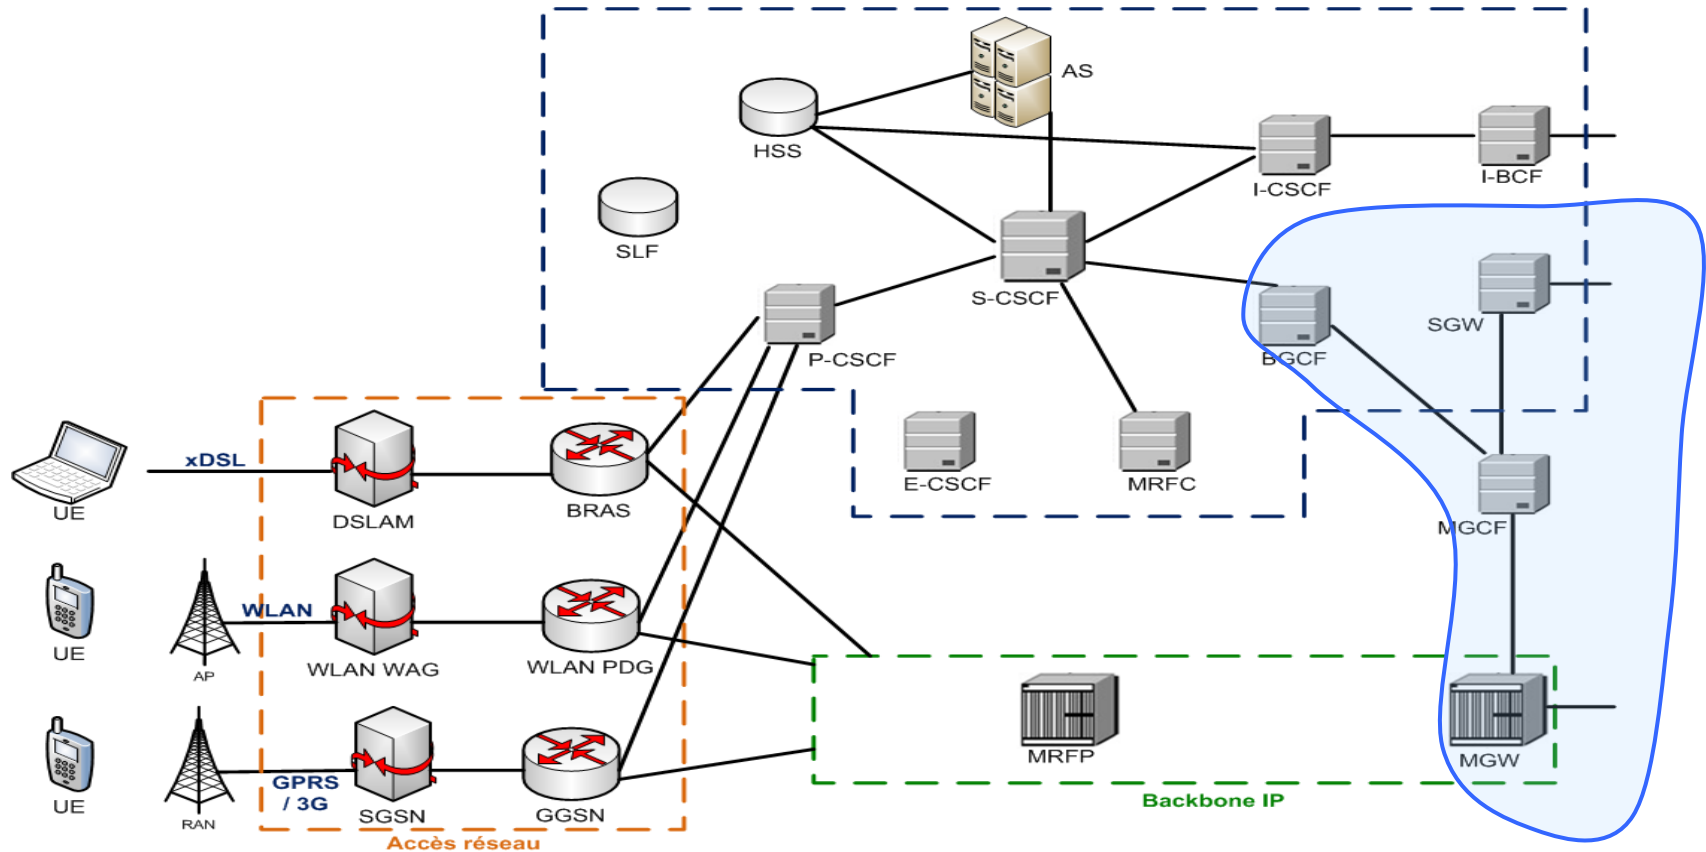 AS
HSS
I-CSCF
I-BCF
SLF
S-CSCF
SGW
P-CSCF
BGCF
xDSL
UE
DSLAM
BRAS
E-CSCF
MRFC
MGCF
WLAN
UE
AP
WLAN WAG
WLAN PDG
GPRS
/ 3G
UE
RAN
SGSN
GGSN
MRFP
MGW
Backbone IP
Accès réseau